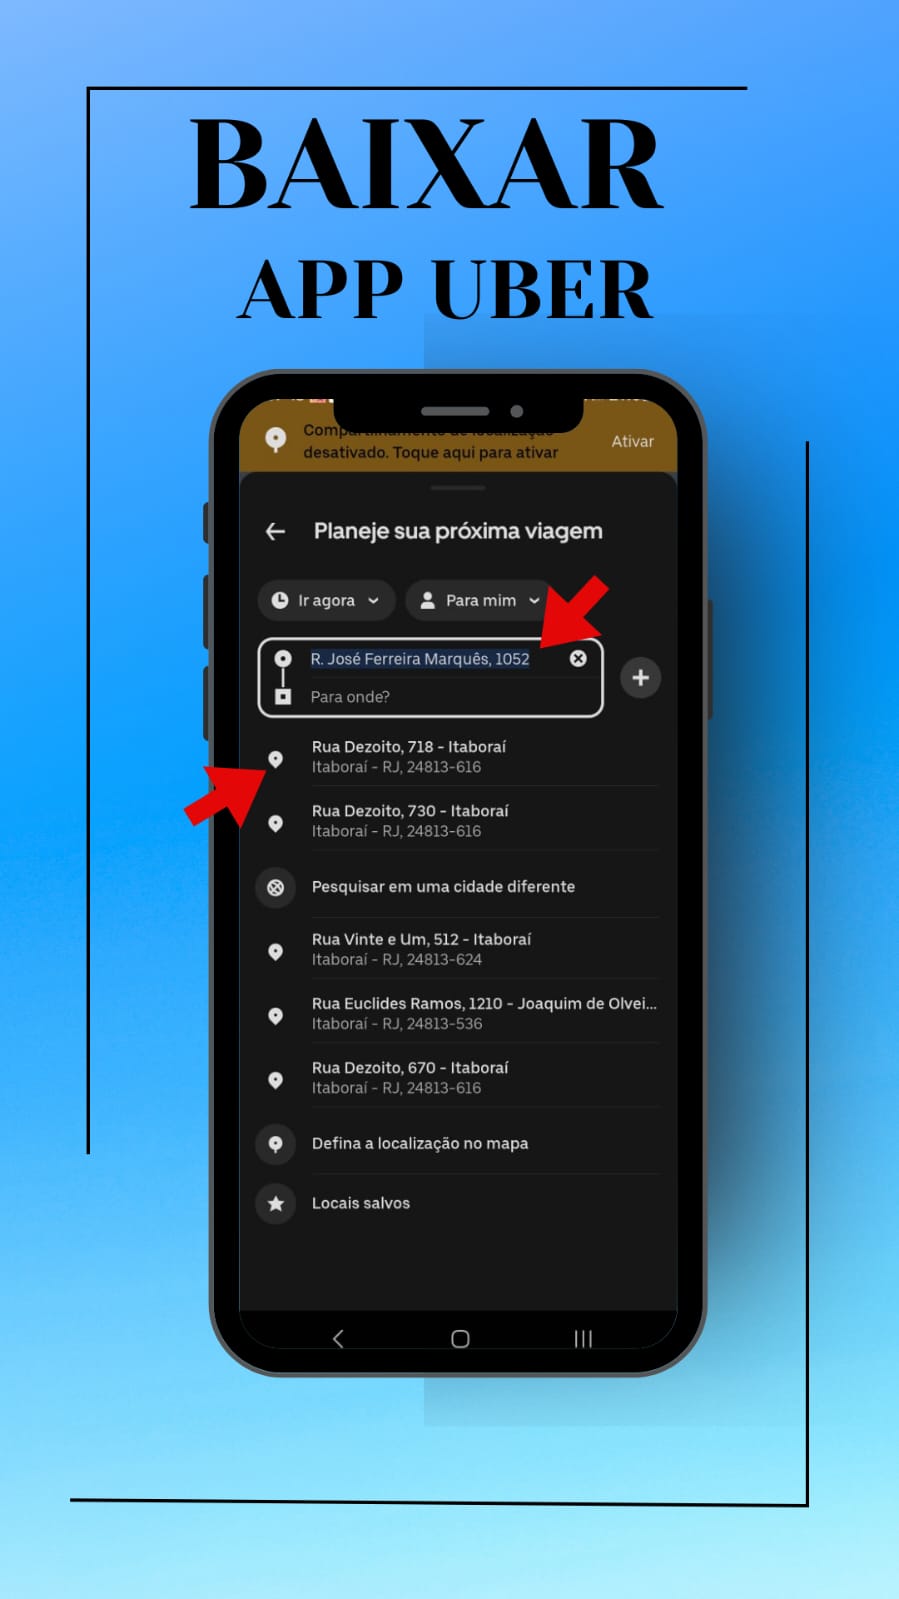 BAIXAR
APP UBER
Compartilhamento de localização
desativado. Toque aqui para ativar
Ativar
Planeje sua próxima viagem
Ir agora
Para mim
R. José Ferreira Marquês, 1052
Para onde?
Rua Dezoito, 718 - Itaboraí
Itaboraí - RJ, 24813-616
Rua Dezoito, 730 - Itaboraí
Itaboraí - RJ, 24813-616
Pesquisar em uma cidade diferente
Rua Vinte e Um, 512 - Itaboraí
Itaboraí - RJ, 24813-624
Rua Euclides Ramos, 1210 - Joaquim de Olvei...
Itaboraí - RJ, 24813-536
Rua Dezoito, 670 - Itaboraí
Itaboraí - RJ, 24813-616
Defina a localização no mapa
Locais salvos